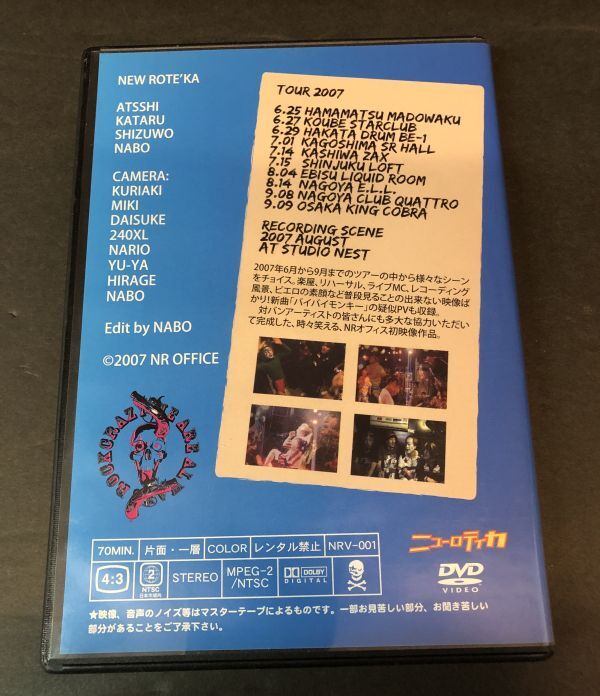 NEW ROTE'KA
ATSSHI
KATARU
SHIZUWO
NABO
CAMERA:
KURIAKI
MIKI
DAISUKE
240XL
NARIO
YU-YA
HIRAGE
NABO
Edit by NABO
©2007 NR OFFICE
TOUR 2007
6.25 HAMAMATSU MADOWAKU
6.27 KOUBE STARCLUB
6.29 HAKATA DRUM BE-1
7.01 KAGOSHIMA SR HALL
7.14 KASHIWA ZAX
7.15 SHINJUKU LOFT
8.04 EBISU LIQUID ROOM
8.14 NAGOYA E.L.L.
9.08 NAGOYA CLUB QUATTRO
9.09 OSAKA KING COBRA
RECORDING SCENE
2007 AUGUST
AT STUDIO NEST
2007年6月から9月までのツアーの中から様々なシーン
をチョイス。楽屋、リハーサル、ライブMC、レコーディング
風景、ピエロの素顔など普段見ることの出来ない映像ば
かり!新曲「バイバイモンキー」の疑似PVも収録。
対バンアーティストの皆さんにも多大な協力いただい
て完成した、時々笑える、NRオフィス初映像作品。
70MIN.
片面・一層
COLOR
レンタル禁止
NRV-001
4:3
2
NTSC
日本市場向
STEREO
MPEG-2
/NTSC
DOLBY
DIGITAL
ニューロティカ
DVD
VIDEO
★映像、音声のノイズ等はマスターテープによるものです。一部お見苦しい部分、お聞き苦しい
部分があることをご了承下さい。